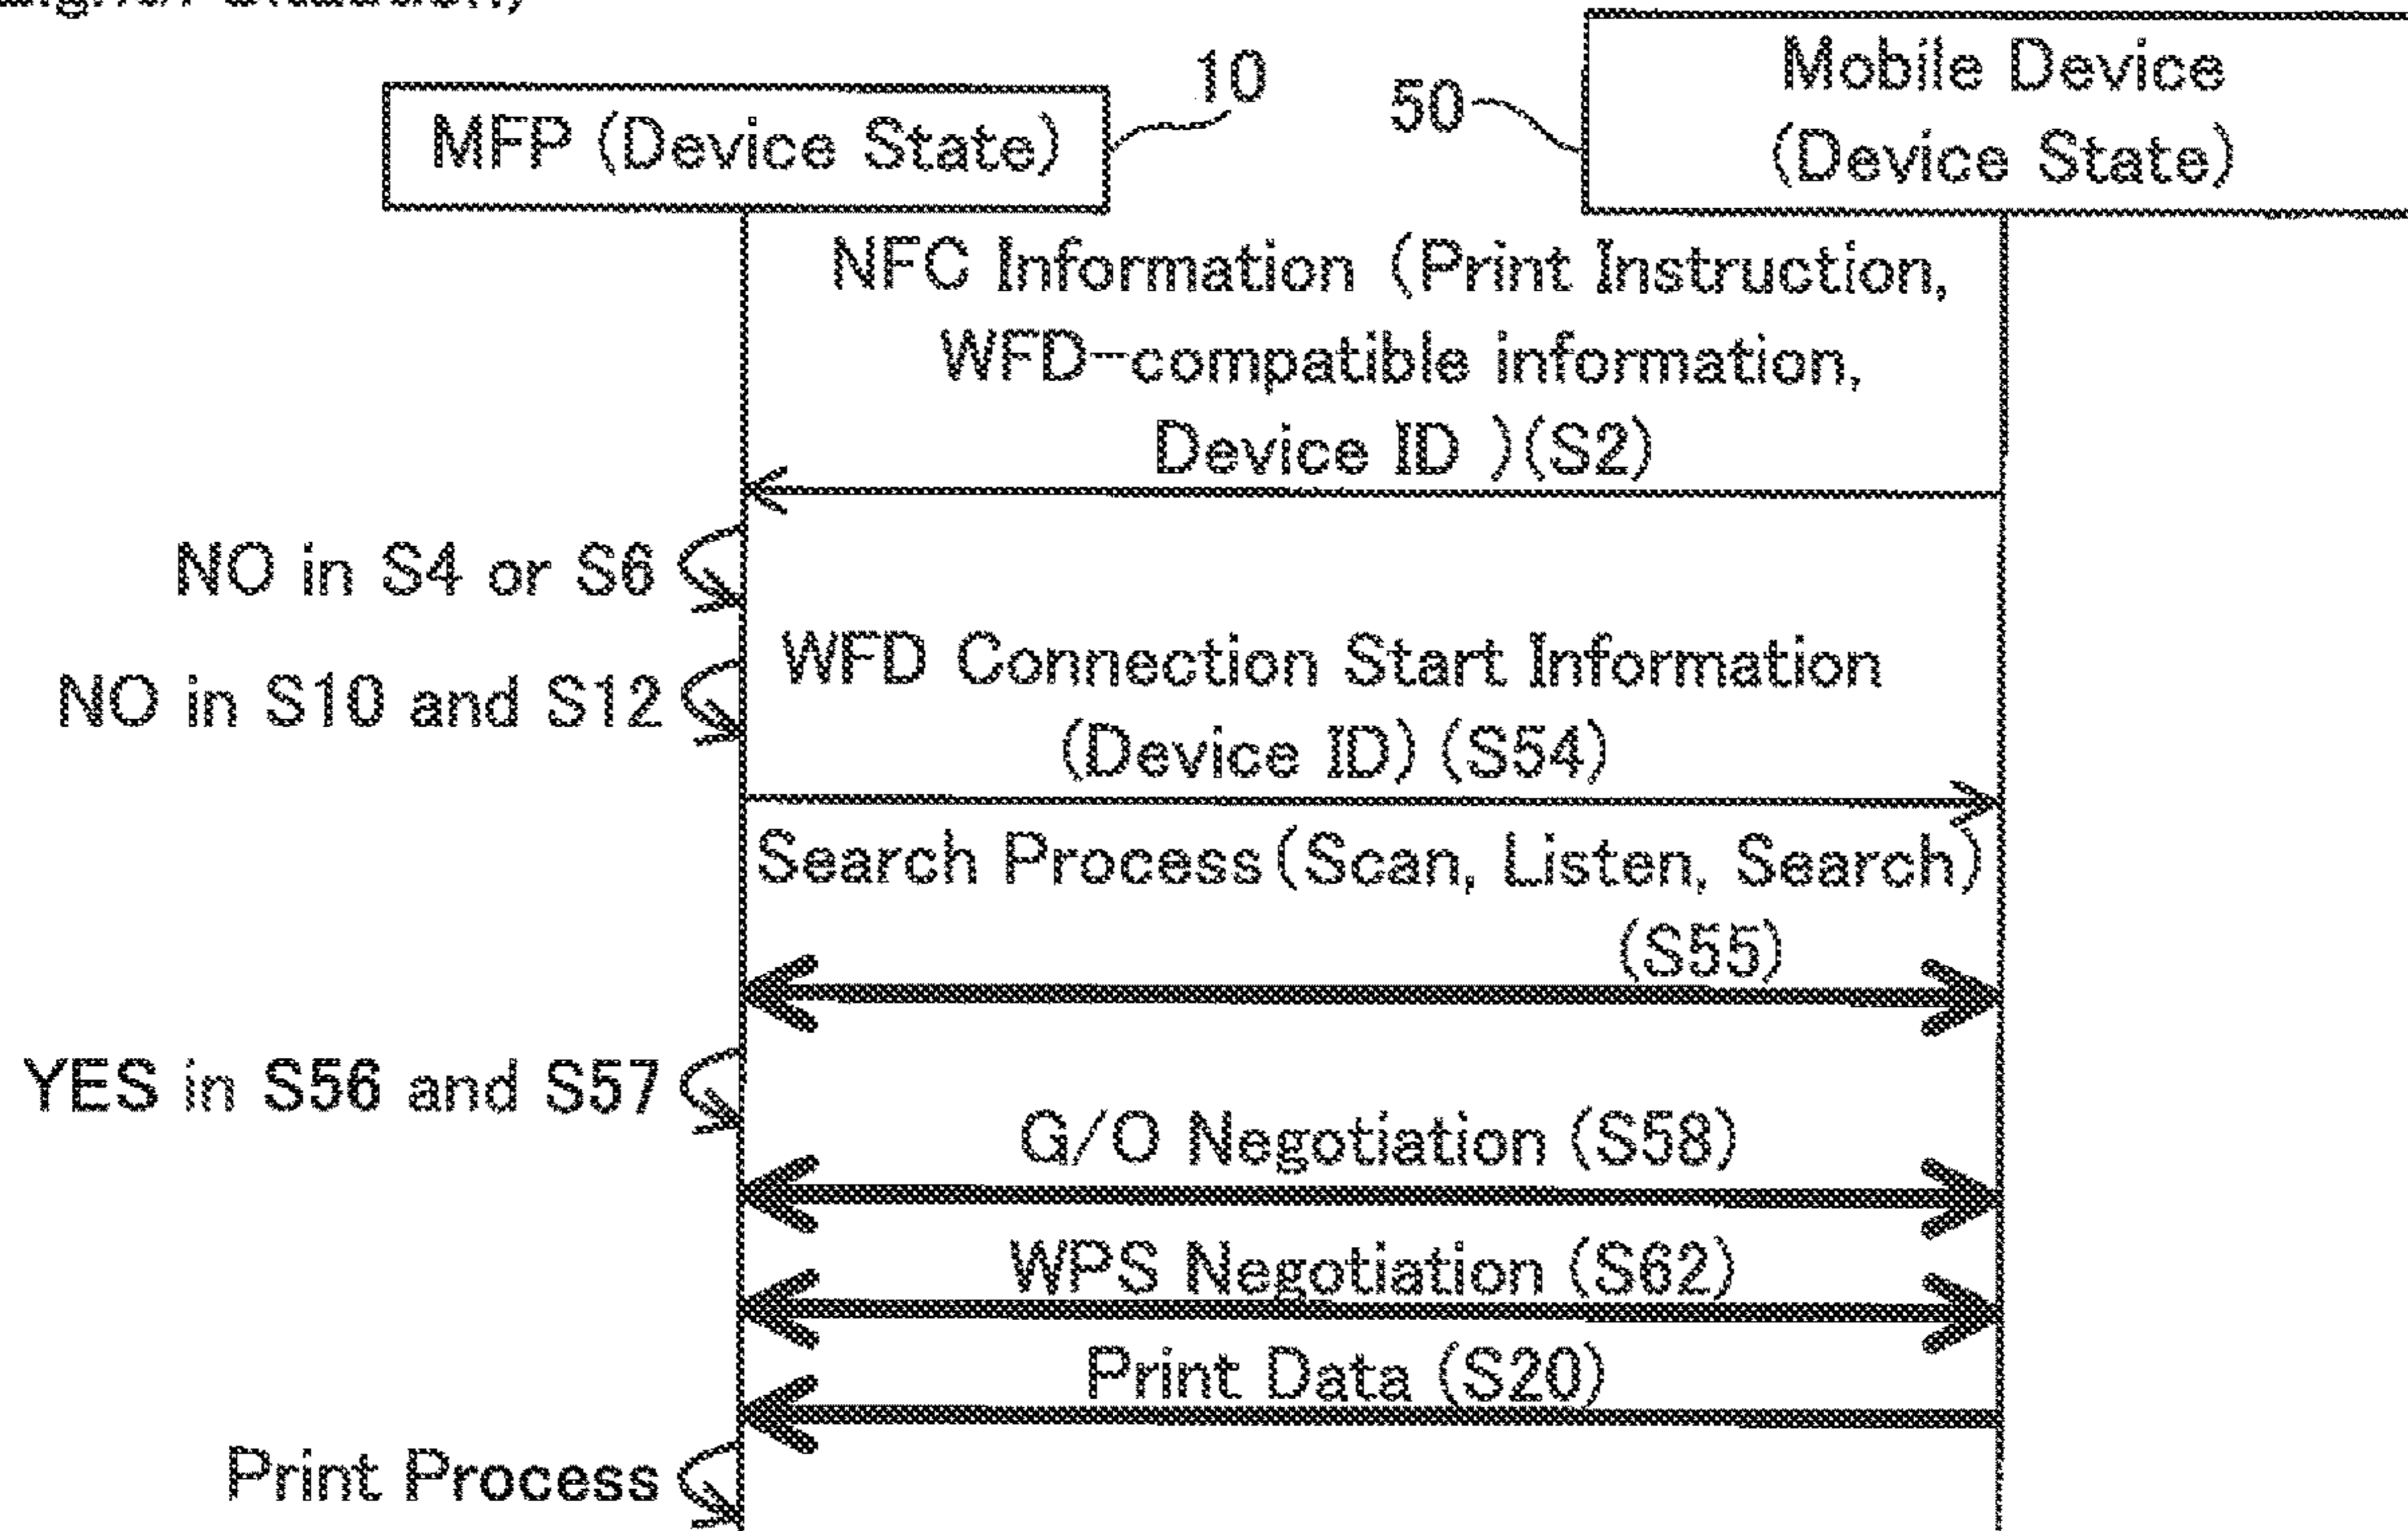 10
50
MFP (Device State)
Mobile Device
(Device State)
NFC Information (Print Instruction,
WFD-compatible information,
Device ID )(S2)
NO in S4 or S6
NO in S10 and S12
WFD Connection Start Information
(Device ID) (S54)
Search Process(Scan, Listen, Search)
(S55)
YES in S56 and S57
G/O Negotiation (S58)
WPS Negotiation (S62)
Print Data (S20)
Print Process